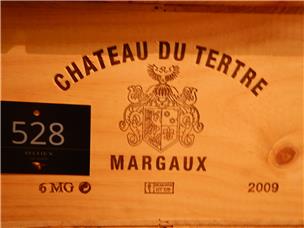 CHATEAU DU TERTRE
528
MARGAUX
6 MG
2009